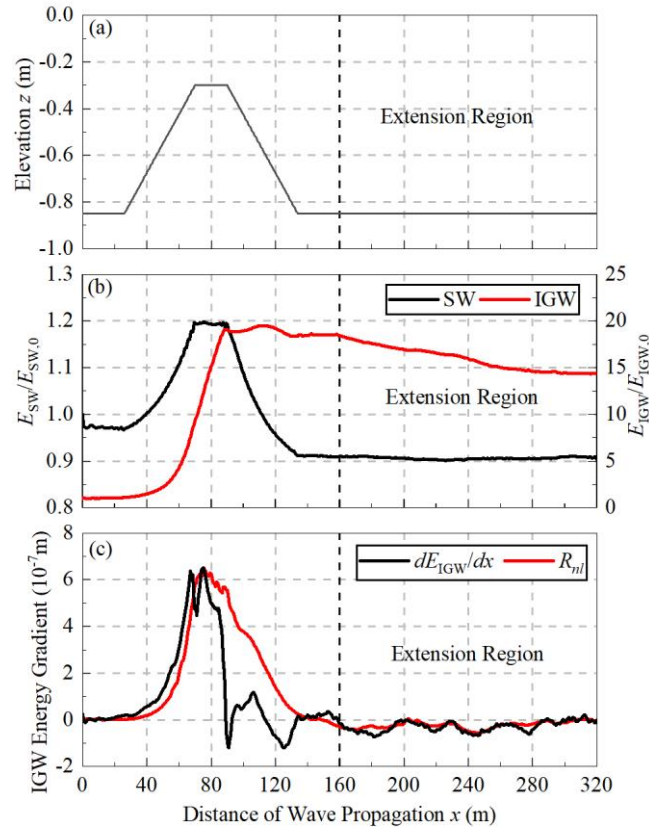 (a)
0.0
-0.2
-0.4
-0.6
-0.8
-1.0
Elevation z (m)
Extension Region
(b)
SW IGW
1.3
1.2
1.1
1.0
0.9
0.8
E_SW/E_SW,0
25
20
15
10
5
0
E_IGW/E_IGW,0
Extension Region
(c)
dE_IGW/dx R_nl
8
6
4
2
0
-2
IGW Energy Gradient (10^-7 m)
Extension Region
0 40 80 120 160 200 240 280 320
Distance of Wave Propagation x (m)